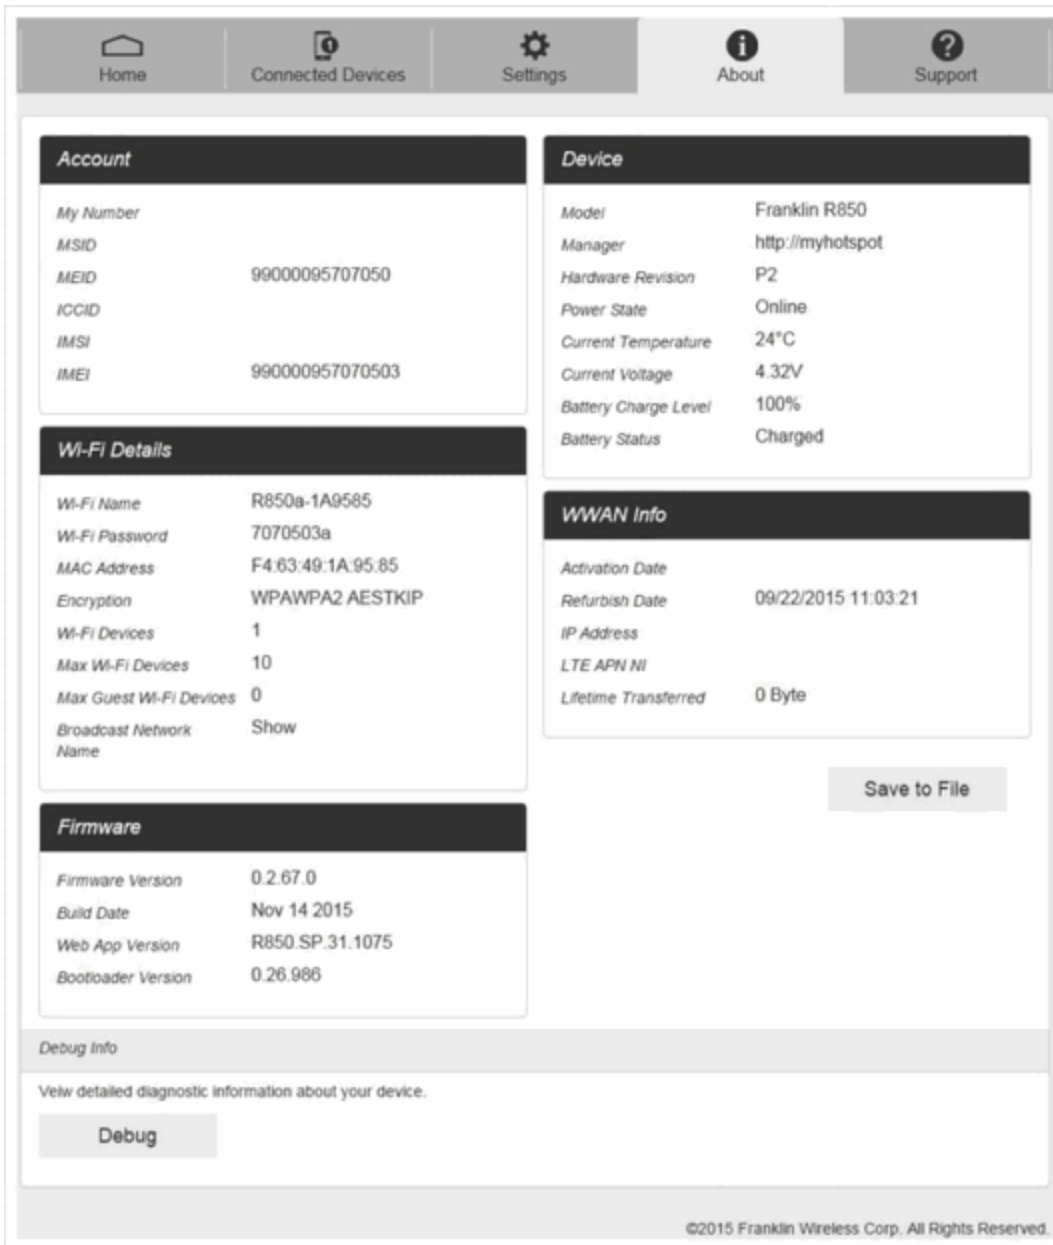 Home
Connected Devices
Settings
About
Support
Account
My Number
MSID
MEID 99000095707050
ICCID
IMSI
IMEI 990000957070503
Wi-Fi Details
Wi-Fi Name R850a-1A9585
Wi-Fi Password 7070503a
MAC Address F4:63:49:1A:95:85
Encryption WPAWPA2 AESTKIP
Wi-Fi Devices 1
Max Wi-Fi Devices 10
Max Guest Wi-Fi Devices 0
Broadcast Network Show
Name
Firmware
Firmware Version 0.2.67.0
Build Date Nov 14 2015
Web App Version R850.SP.31.1075
Bootloader Version 0.26.986
Device
Model Franklin R850
Manager http://myhotspot
Hardware Revision P2
Power State Online
Current Temperature 24°C
Current Voltage 4.32V
Battery Charge Level 100%
Battery Status Charged
WWAN Info
Activation Date
Refurbish Date 09/22/2015 11:03:21
IP Address
LTE APN NI
Lifetime Transferred 0 Byte
Save to File
Debug Info
Veiw detailed diagnostic information about your device.
Debug
©2015 Franklin Wireless Corp. All Rights Reserved.